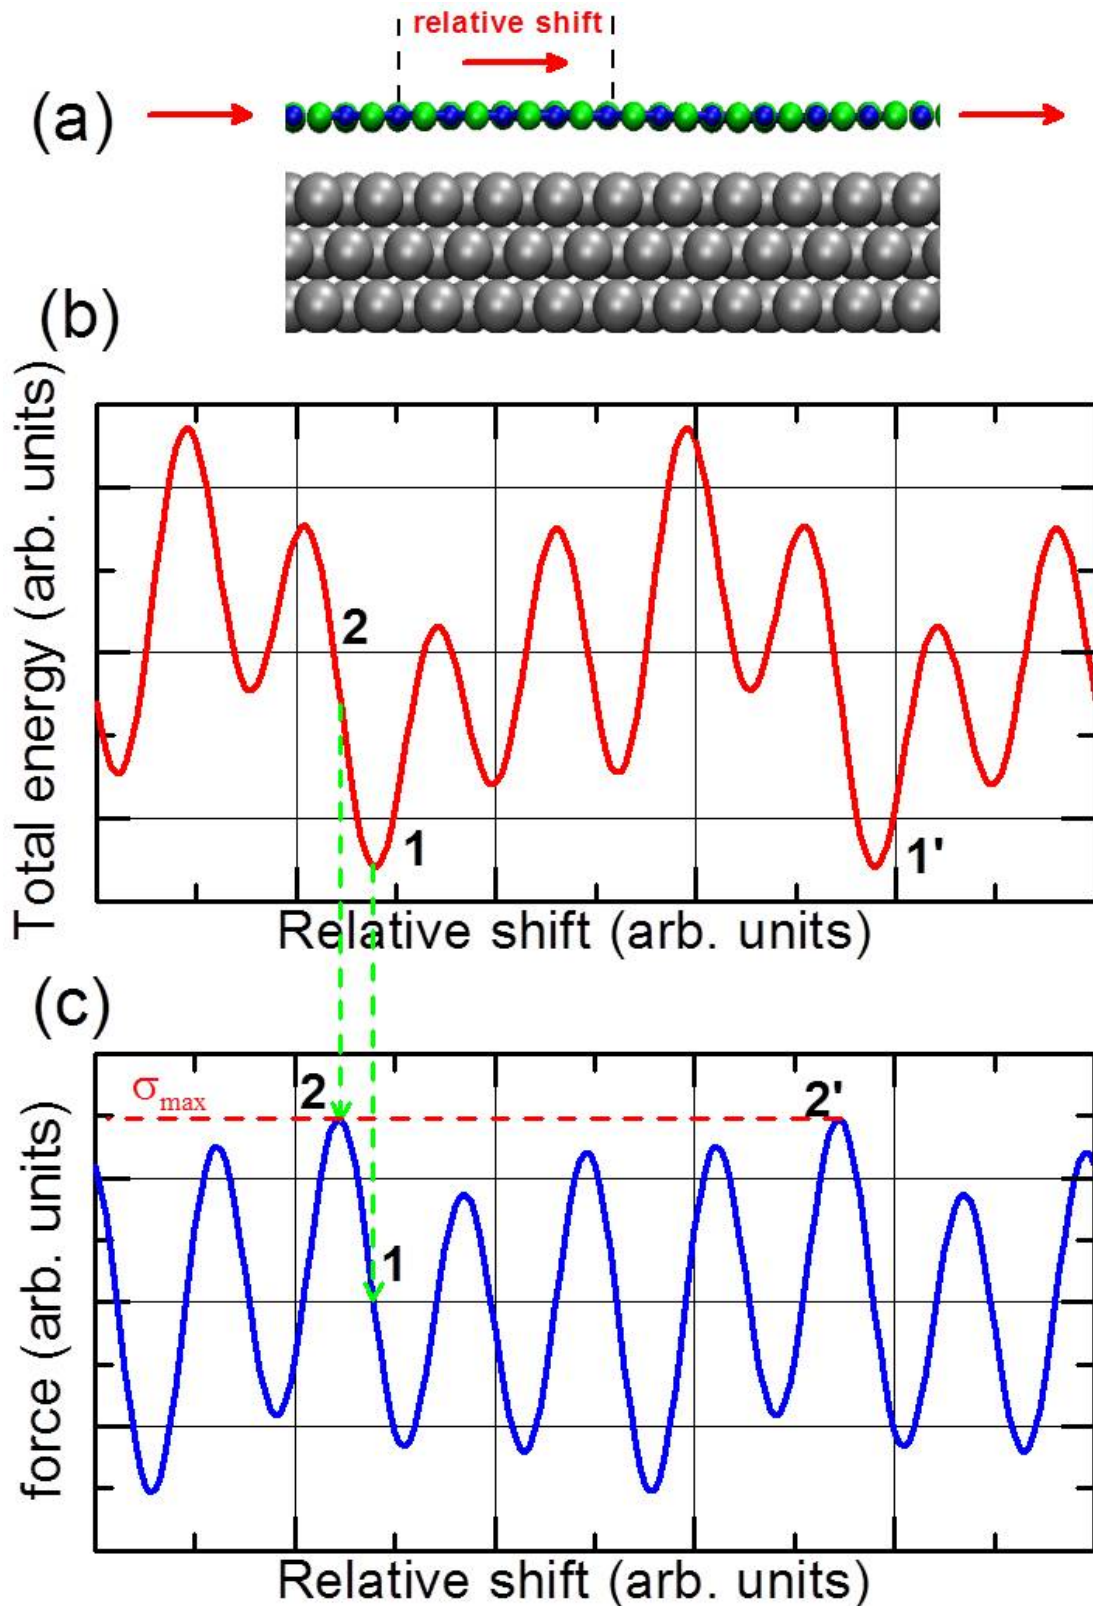 relative shift
(a)
(b)
Total energy (arb. units)
2
1
1'
Relative shift (arb. units)
(c)
force (arb. units)
σmax
2
2'
1
Relative shift (arb. units)